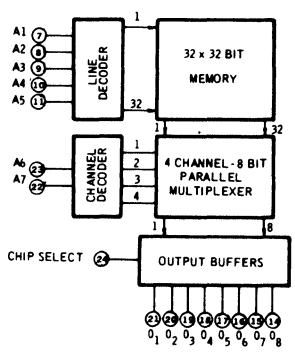 A1 7
A2 8
A3 9
A4 10
A5 11
LINE DECODER
1
32
32 x 32 BIT
MEMORY
1
32
A6 23
A7 22
CHANNEL DECODER
1
2
3
4
4 CHANNEL-8 BIT
PARALLEL
MULTIPLEXER
1
8
CHIP SELECT 24
OUTPUT BUFFERS
21 20 19 18 17 16 15 14
O1 O2 O3 O4 O5 O6 O7 O8